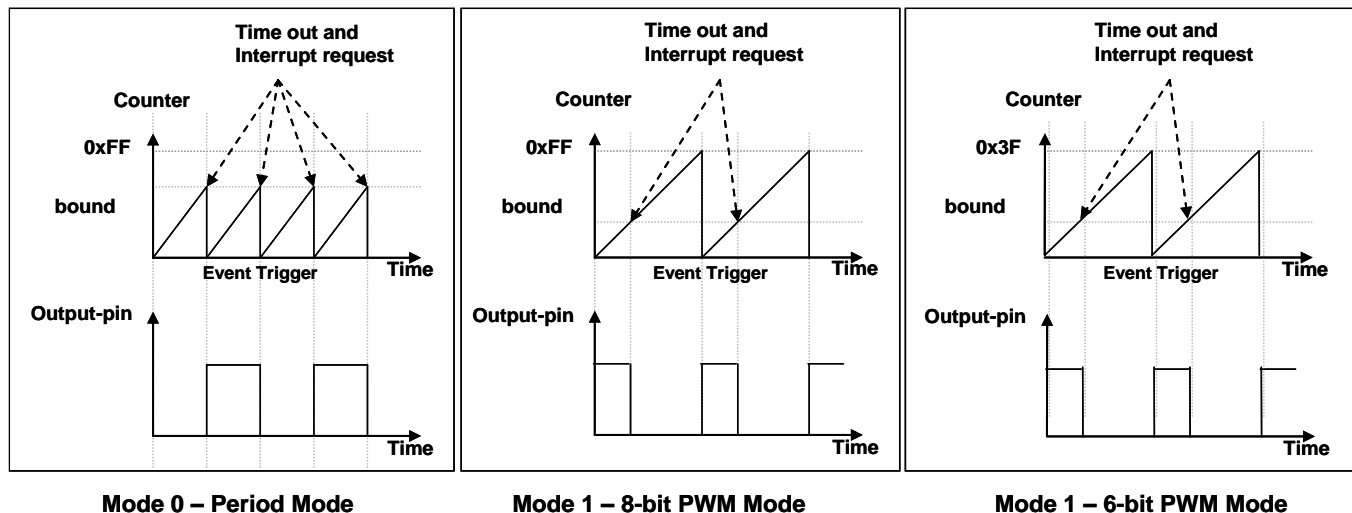 Time out and
Interrupt request
Counter
0xFF
bound
Time
Event Trigger
Output-pin
Time
Mode 0 – Period Mode
Time out and
Interrupt request
Counter
0xFF
bound
Time
Event Trigger
Output-pin
Time
Mode 1 – 8-bit PWM Mode
Time out and
Interrupt request
Counter
0x3F
bound
Time
Event Trigger
Output-pin
Time
Mode 1 – 6-bit PWM Mode